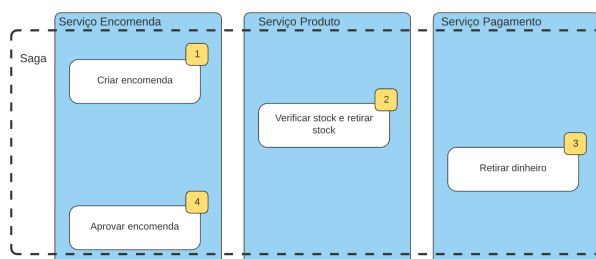 Serviço Encomenda
Serviço Produto
Serviço Pagamento
Saga
1
Criar encomenda
2
Verificar stock e retirar
stock
3
Retirar dinheiro
4
Aprovar encomenda